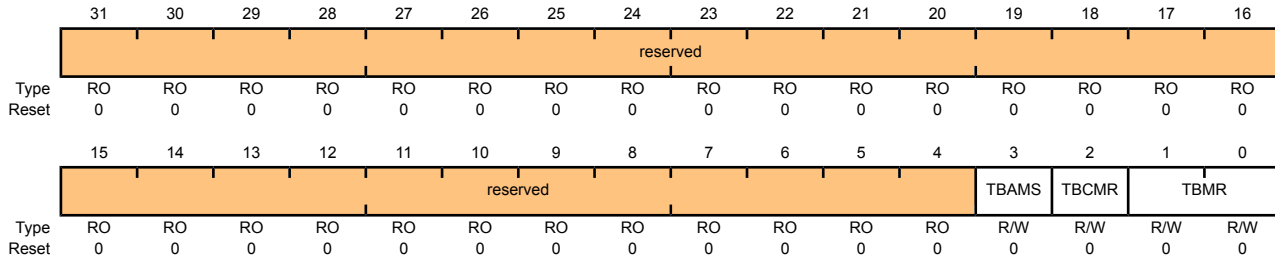 31 30 29 28 27 26 25 24 23 22 21 20 19 18 17 16
reserved
Type RO RO RO RO RO RO RO RO RO RO RO RO RO RO RO RO
Reset 0 0 0 0 0 0 0 0 0 0 0 0 0 0 0 0
15 14 13 12 11 10 9 8 7 6 5 4 3 2 1 0
reserved TBAMS TBCMR TBMR
Type RO RO RO RO RO RO RO RO RO RO RO RO R/W R/W R/W R/W
Reset 0 0 0 0 0 0 0 0 0 0 0 0 0 0 0 0